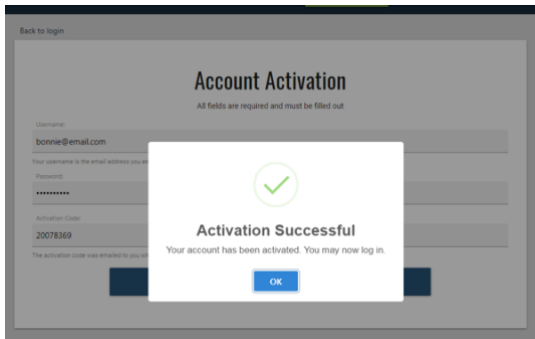 Back to login
Account Activation
All fields are required and must be filled out
Username:
bonnie@email.com
Your username is the email address you
Password:
••••••••••
Activation Code:
20078369
The activation code was emailed to you
Activation Successful
Your account has been activated. You may now log in.
OK